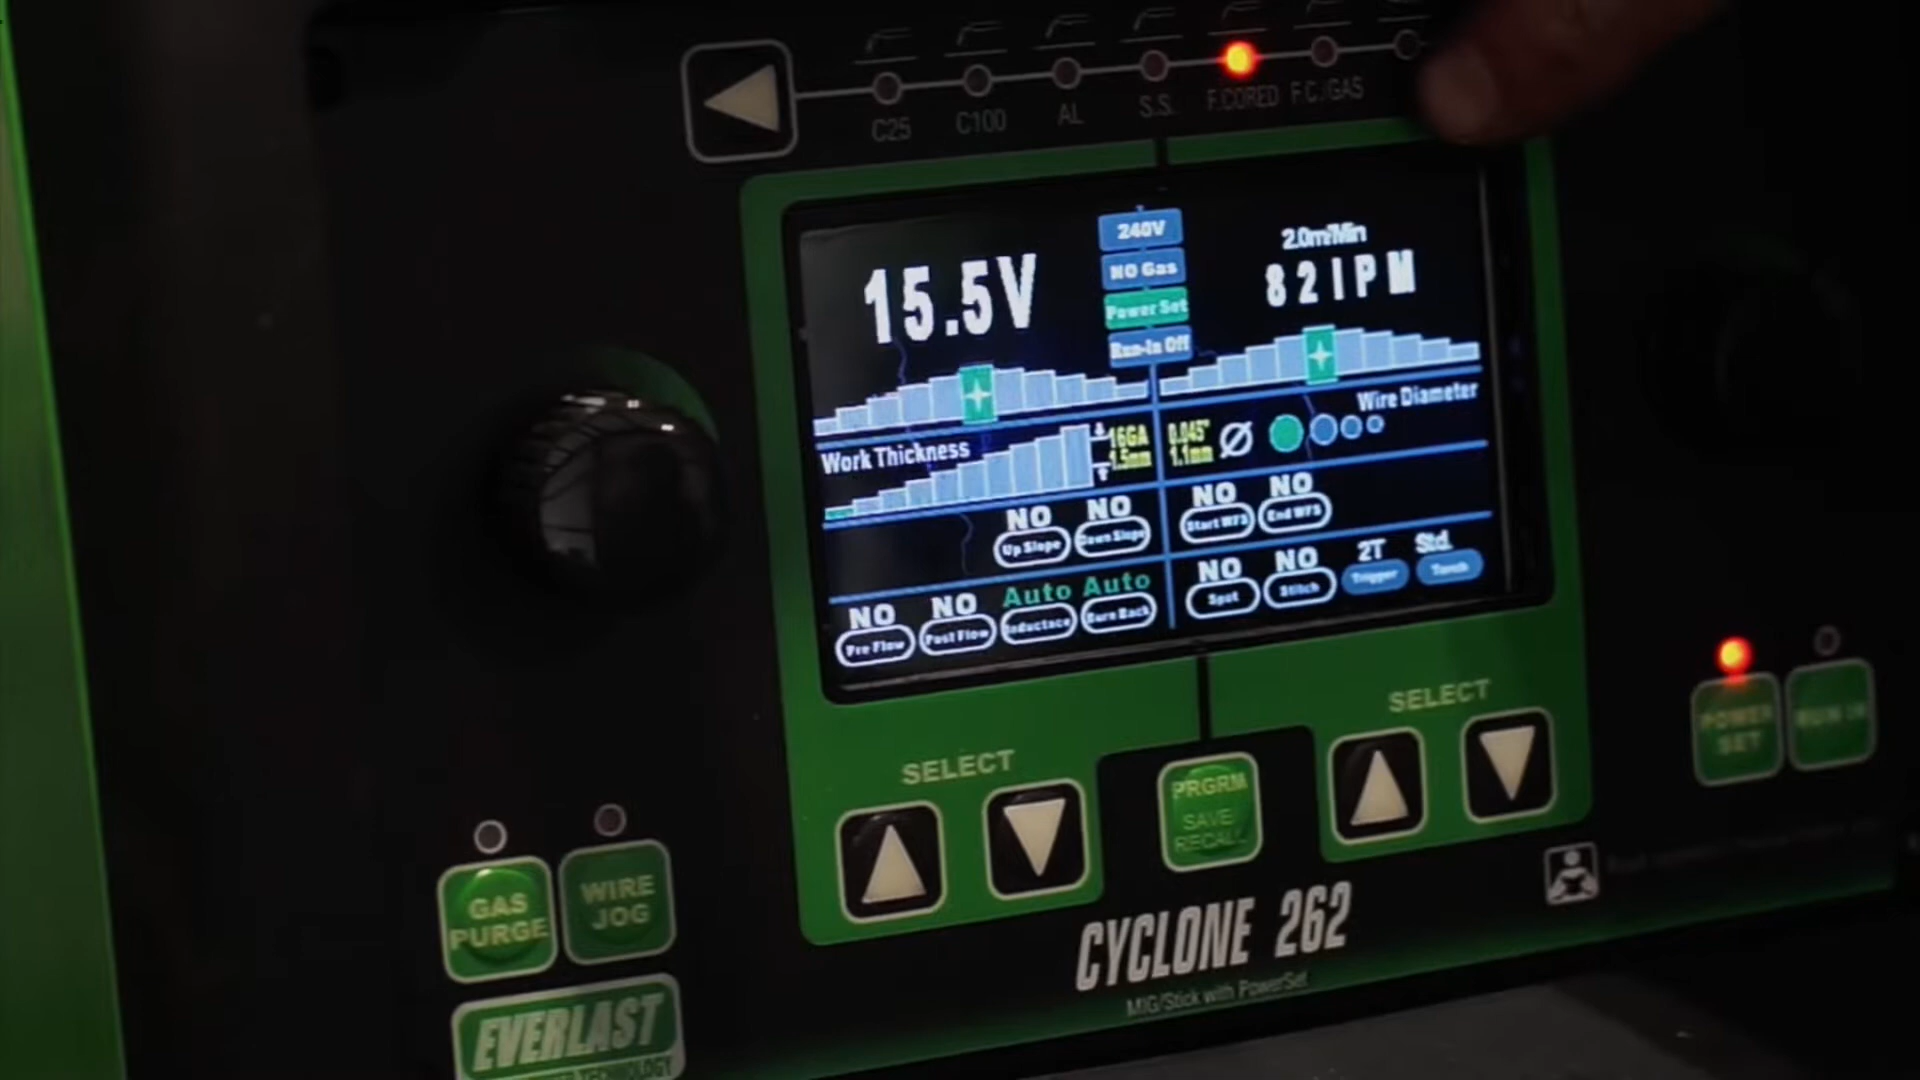 C25 C100 AL S.S. F.CORED F.C./GAS
15.5V
240V
NO Gas
Power Set
Run-In Off
2.0m/Min
82IPM
Work Thickness
16GA
1.5mm
0.045"
1.1mm
Wire Diameter
NO NO
Up Slope Down Slope
NO NO
Start WFS End WFS
NO NO Auto Auto
Pre Flow Post Flow Inductace Burn Back
NO NO 2T Std.
Spot Stitch Trigger Torch
SELECT
SELECT
PRGRM
SAVE
RECALL
POWER
SET
RUN IN
GAS
PURGE
WIRE
JOG
CYCLONE 262
MIG/Stick with PowerSet
EVERLAST
TECHNOLOGY